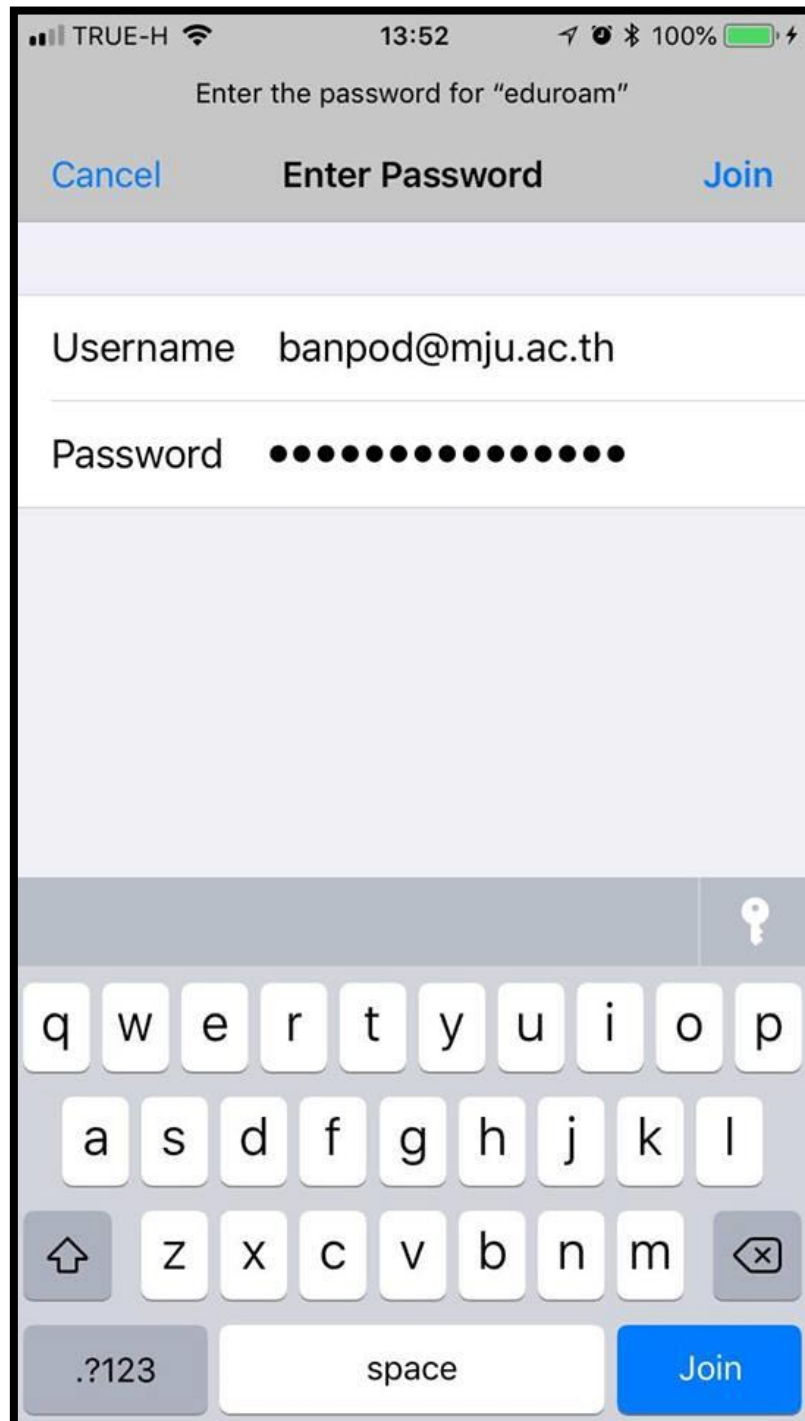 TRUE-H 13:52 100%
Enter the password for “eduroam”
Cancel Enter Password Join
Username banpod@mju.ac.th
Password ●●●●●●●●●●●●●●●
q w e r t y u i o p
a s d f g h j k l
z x c v b n m
.?123 space Join